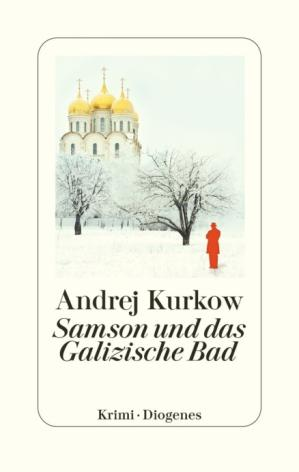 Andrej Kurkow
Samson und das
Galizische Bad
Krimi · Diogenes